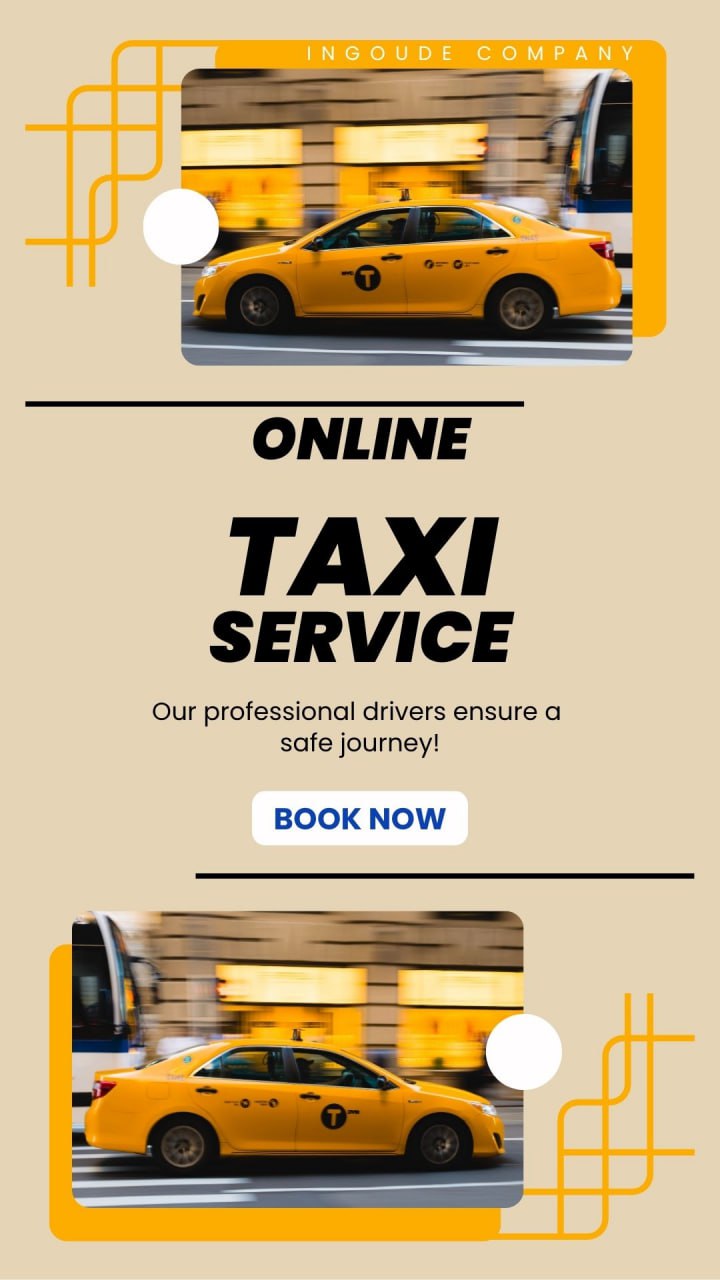 INGOUDE COMPANY
T
ONLINE
TAXI
SERVICE
Our professional drivers ensure a
safe journey!
BOOK NOW
T